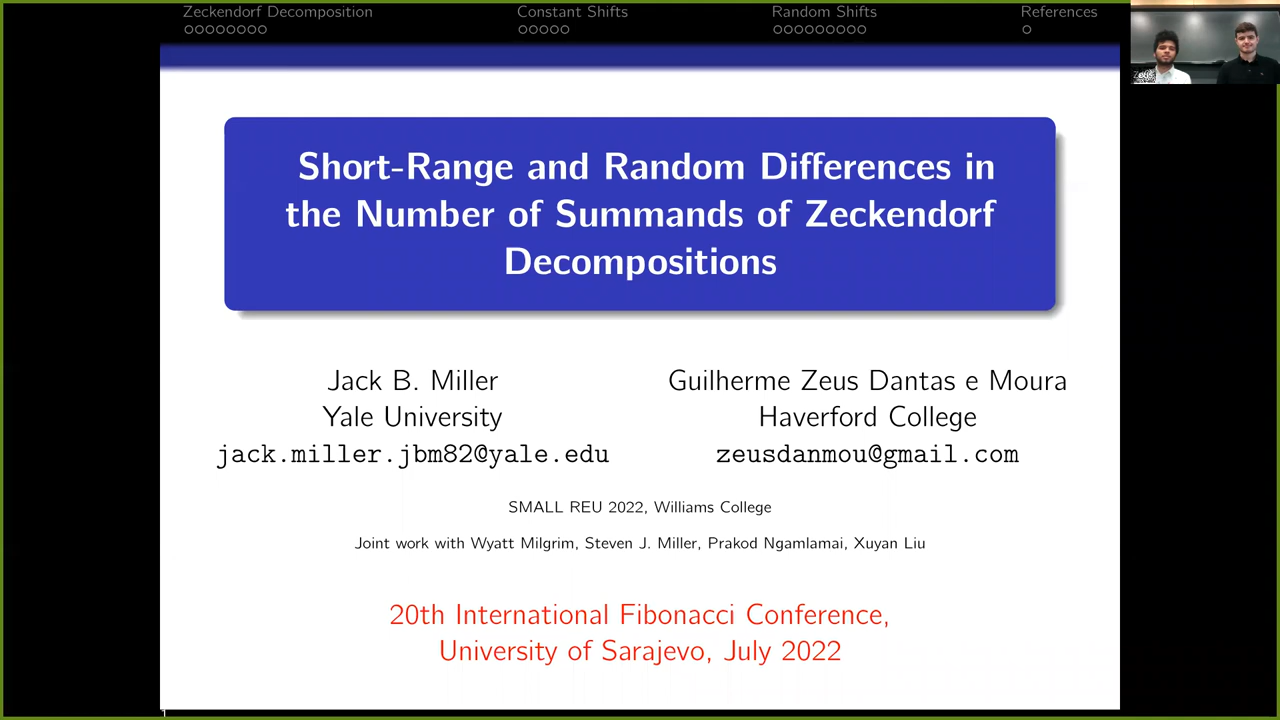 Zeckendorf Decomposition Constant Shifts Random Shifts References
Zeus
Short-Range and Random Differences in
the Number of Summands of Zeckendorf
Decompositions
Jack B. Miller
Yale University
jack.miller.jbm82@yale.edu
Guilherme Zeus Dantas e Moura
Haverford College
zeusdanmou@gmail.com
SMALL REU 2022, Williams College
Joint work with Wyatt Milgrim, Steven J. Miller, Prakod Ngamlamai, Xuyan Liu
20th International Fibonacci Conference,
University of Sarajevo, July 2022
1